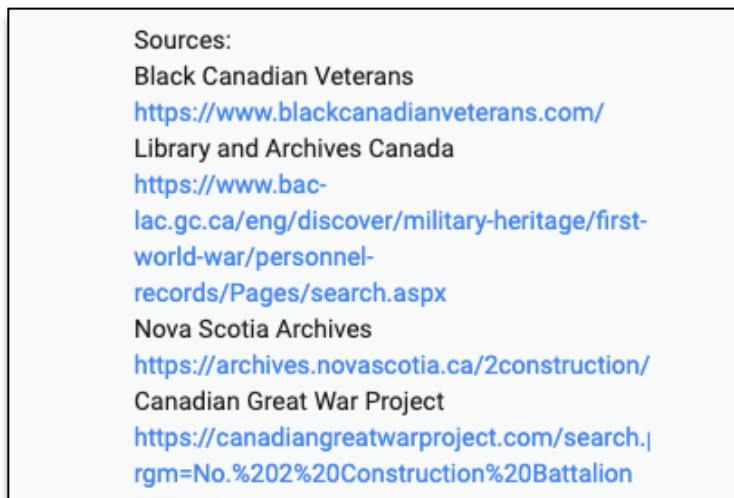 Sources:
Black Canadian Veterans
https://www.blackcanadianveterans.com/
Library and Archives Canada
https://www.bac-
lac.gc.ca/eng/discover/military-heritage/first-
world-war/personnel-
records/Pages/search.aspx
Nova Scotia Archives
https://archives.novascotia.ca/2construction/
Canadian Great War Project
https://canadiangreatwarproject.com/search.
rgm=No.%202%20Construction%20Battalion